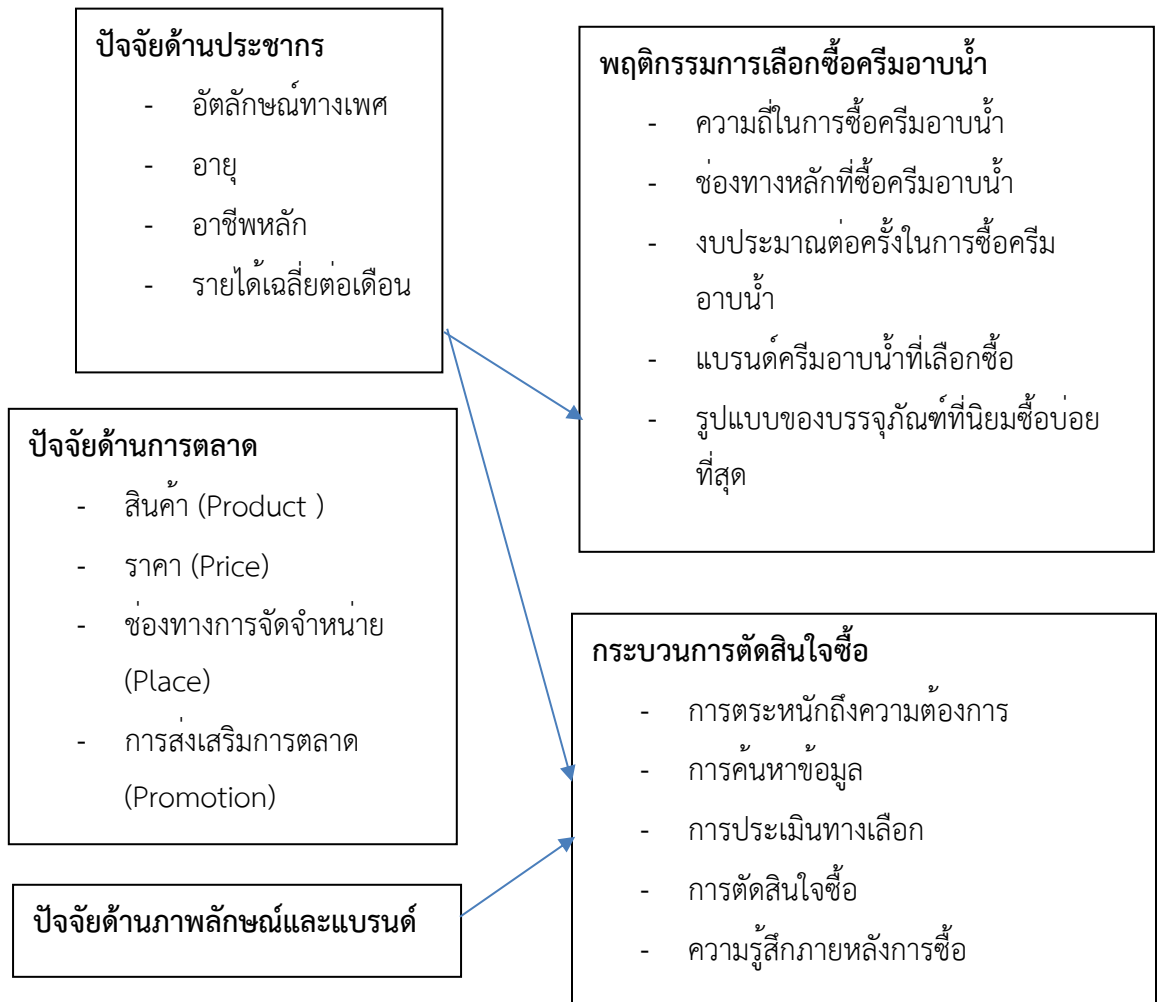 ปัจจัยด้านประชากร
- อัตลักษณ์ทางเพศ
- อายุ
- อาชีพหลัก
- รายได้เฉลี่ยต่อเดือน
ปัจจัยด้านการตลาด
- สินค้า (Product )
- ราคา (Price)
- ช่องทางการจัดจำหน่าย
(Place)
- การส่งเสริมการตลาด
(Promotion)
ปัจจัยด้านภาพลักษณ์และแบรนด์
พฤติกรรมการเลือกซื้อครีมอาบน้ำ
- ความถี่ในการซื้อครีมอาบน้ำ
- ช่องทางหลักที่ซื้อครีมอาบน้ำ
- งบประมาณต่อครั้งในการซื้อครีม
อาบน้ำ
- แบรนด์ครีมอาบน้ำที่เลือกซื้อ
- รูปแบบของบรรจุภัณฑ์ที่นิยมซื้อบ่อย
ที่สุด
กระบวนการตัดสินใจซื้อ
- การตระหนักถึงความต้องการ
- การค้นหาข้อมูล
- การประเมินทางเลือก
- การตัดสินใจซื้อ
- ความรู้สึกภายหลังการซื้อ